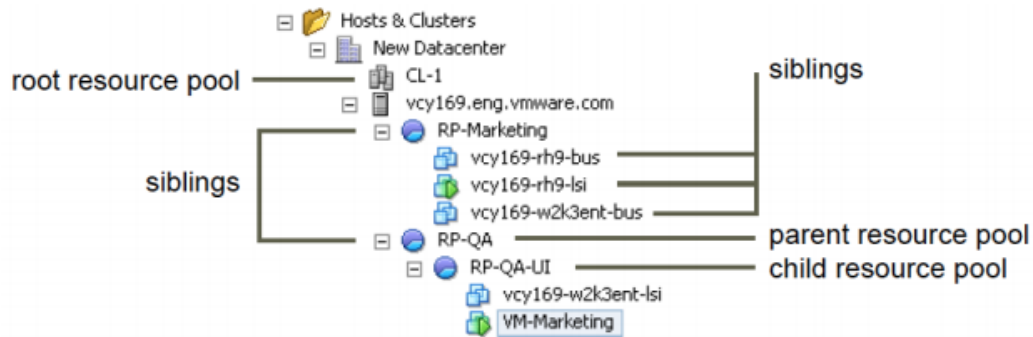 Hosts & Clusters
New Datacenter
root resource pool
CL-1
siblings
vcy169.eng.vmware.com
RP-Marketing
vcy169-rh9-bus
siblings
vcy169-rh9-lsi
vcy169-w2k3ent-bus
RP-QA
parent resource pool
RP-QA-UI
child resource pool
vcy169-w2k3ent-lsi
VM-Marketing